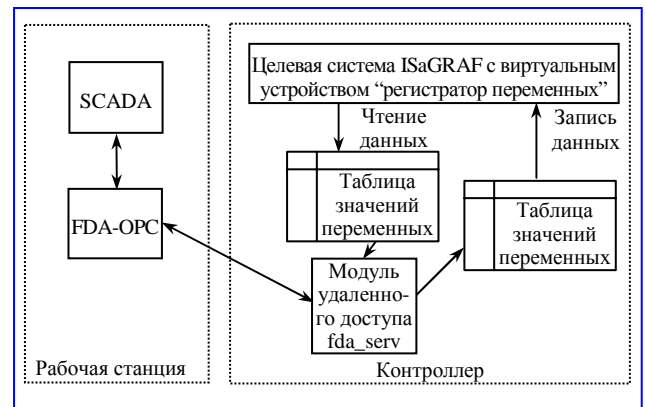 SCADA
FDA-OPC
Рабочая станция
Целевая система ISaGRAF с виртуальным
устройством “регистратор переменных”
Чтение
данных
Запись
данных
Таблица
значений
переменных
Таблица
значений
переменных
Модуль
удаленно-
го доступа
fda_serv
Контроллер